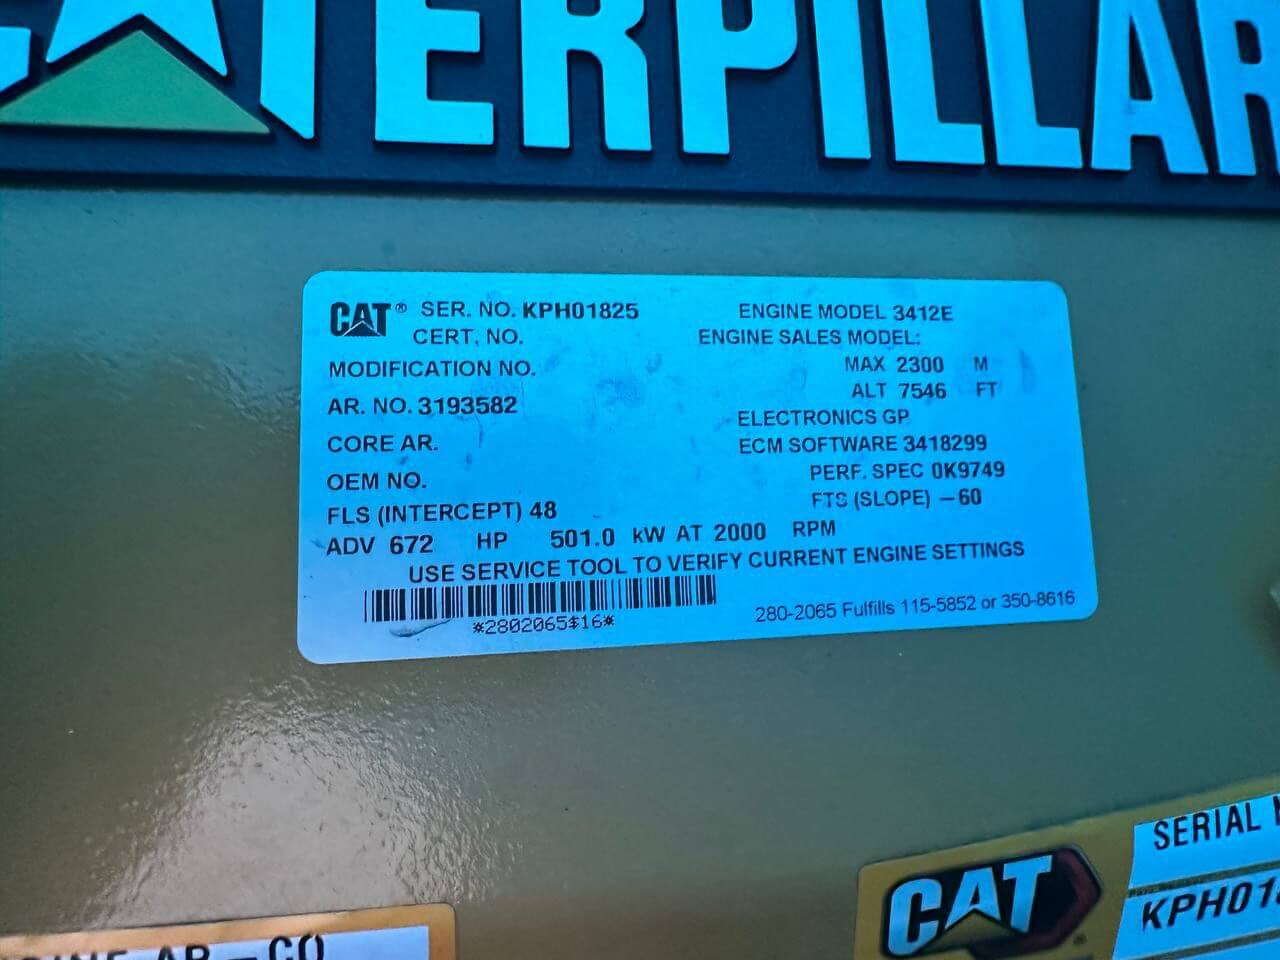 CATERPILLAR
CAT® SER. NO. KPH01825 ENGINE MODEL 3412E
CERT. NO. ENGINE SALES MODEL:
MODIFICATION NO. MAX 2300 M
ALT 7546 FT
AR. NO. 3193582
ELECTRONICS GP
CORE AR. ECM SOFTWARE 3418299
OEM NO. PERF. SPEC 0K9749
FLS (INTERCEPT) 48 FTS (SLOPE) −60
ADV 672 HP 501.0 kW AT 2000 RPM
USE SERVICE TOOL TO VERIFY CURRENT ENGINE SETTINGS
*2802065$16* 280-2065 Fulfills 115-5852 or 350-8616
CAT SERIAL
KPH01
AR – CO